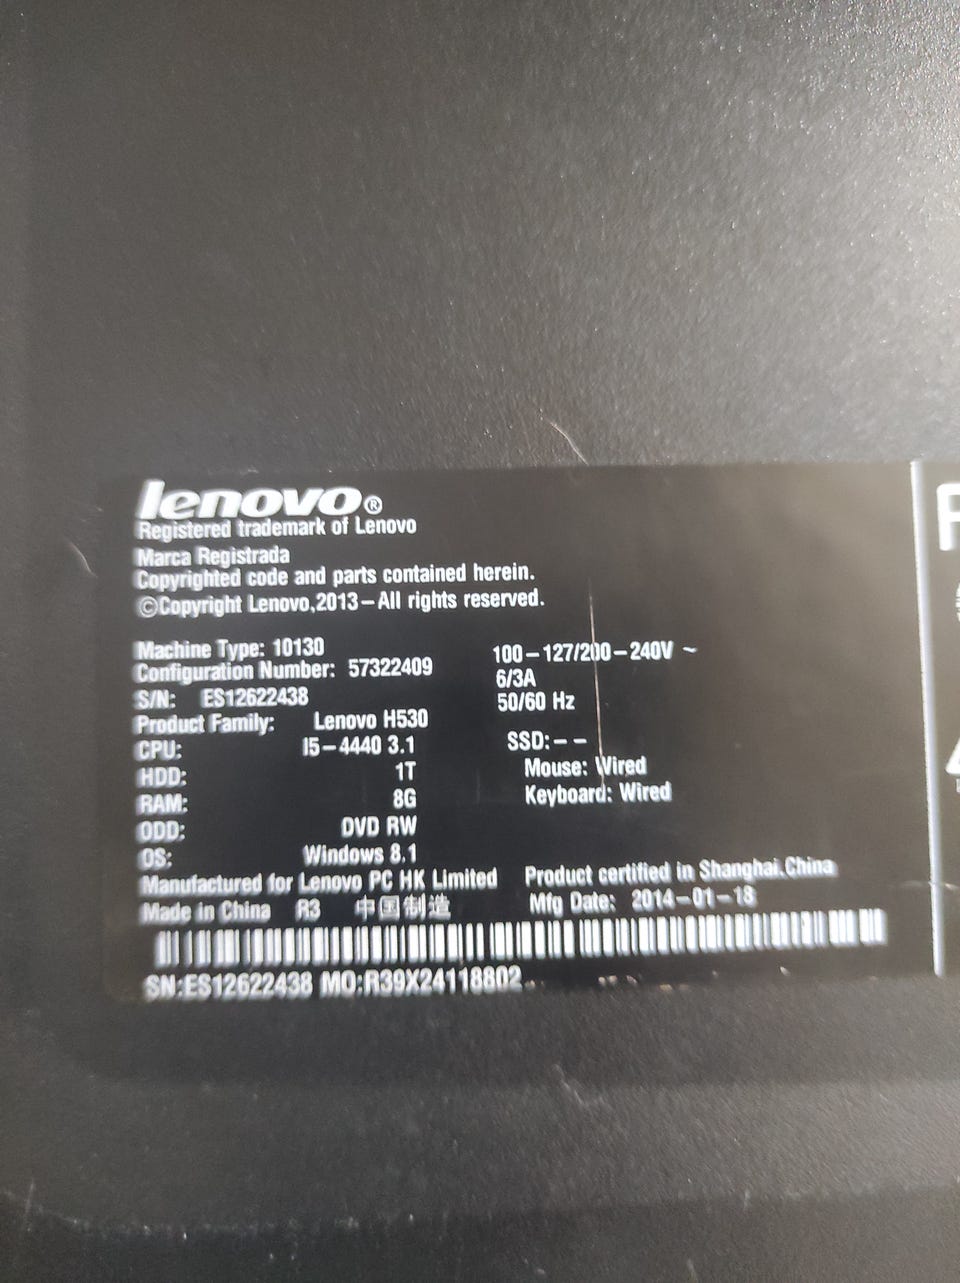 lenovo®
Registered trademark of Lenovo
Marca Registrada
Copyrighted code and parts contained herein.
©Copyright Lenovo,2013–All rights reserved.
Machine Type: 10130
Configuration Number: 57322409
S/N: ES12622438
Product Family: Lenovo H530
CPU: I5–4440 3.1
HDD: 1T
RAM: 8G
ODD: DVD RW
OS: Windows 8.1
Manufactured for Lenovo PC HK Limited
Made in China R3 中国制造
100–127/200–240V ~
6/3A
50/60 Hz
SSD: – –
Mouse: Wired
Keyboard: Wired
Product certified in Shanghai.China
Mfg Date: 2014–01–18
SN:ES12622438 MO:R39X24118802